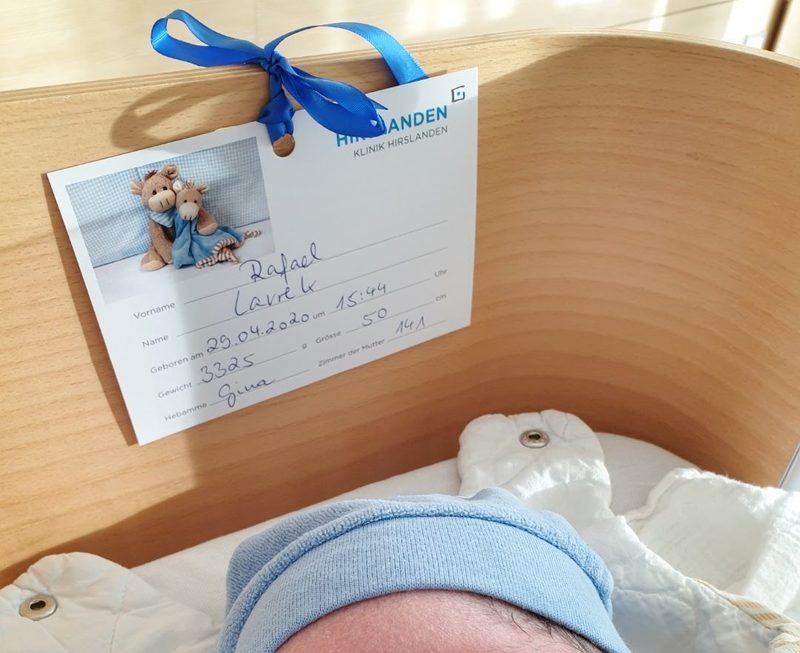 HIRSLANDEN
KLINIK HIRSLANDEN
Vorname Rafael
Name Lavrek
Geboren am 29.04.2020 um 15:44 Uhr
Gewicht 3325 g Grösse 50 cm
Hebamme Gina Zimmer der Mutter 141